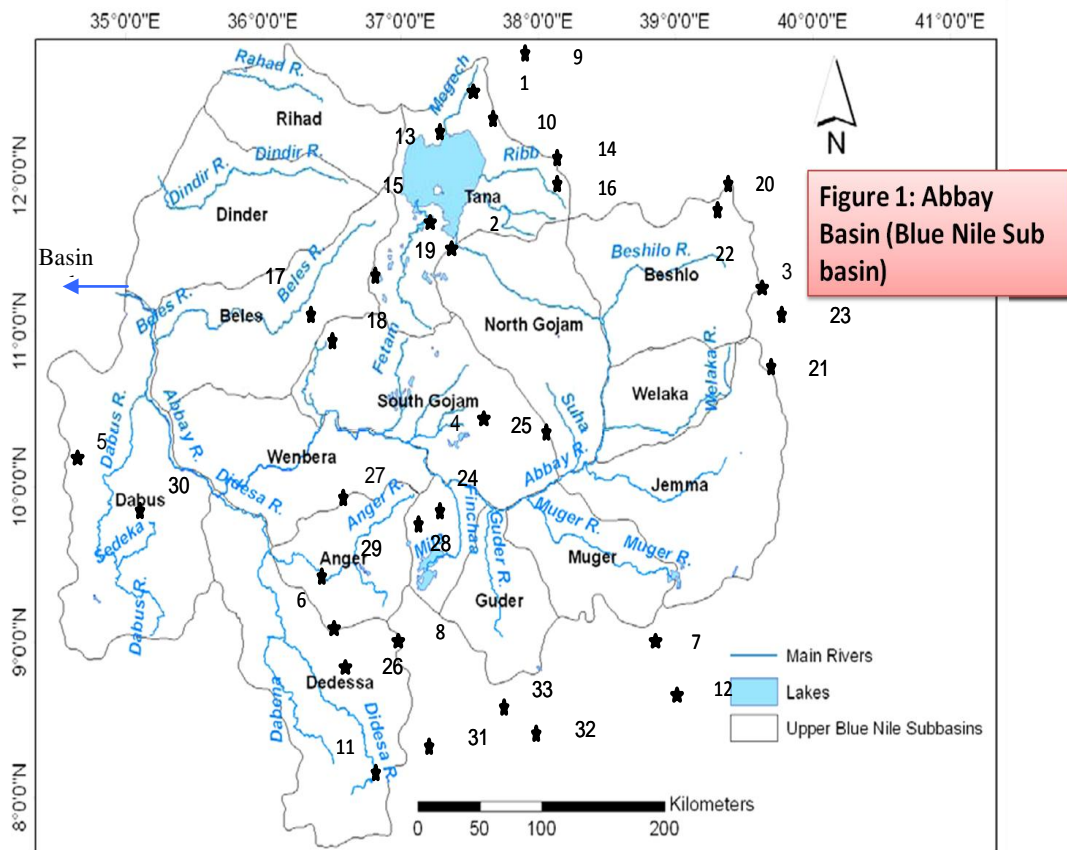 35°0'0"E 36°0'0"E 37°0'0"E 38°0'0"E 39°0'0"E 40°0'0"E 41°0'0"E
9
Rahad R.
Megech
1
Rihad
10
13
N
12°0'0"N
Dindir R.
Ribb
14
Dindir R.
15
16
20
Tana
Dinder
2
Figure 1: Abbay
Basin (Blue Nile Sub
basin)
19
Beshilo R.
22
Basin
17
Beles R.
Beshlo
3
Beles R.
Beles
18
North Gojam
23
11°0'0"N
Fetam
Welaka R.
21
South Gojam
Welaka
Suha
4
25
Dabus R.
Abbay R.
5
Wenbera
Abbay R.
27
24
30
Didesa R.
Anger R.
Jemma
10°0'0"N
Dabus
Finchaa
Guder R.
Muger R.
Sedeka
28
29
Anger
Muger R.
Muger
Dabus R.
6
Guder
9°0'0"N
8
7
Main Rivers
26
Dedessa
33
12
Lakes
Dabena
Didesa R.
Upper Blue Nile Subbasins
11
31
32
8°0'0"N
Kilometers
0 50 100 200